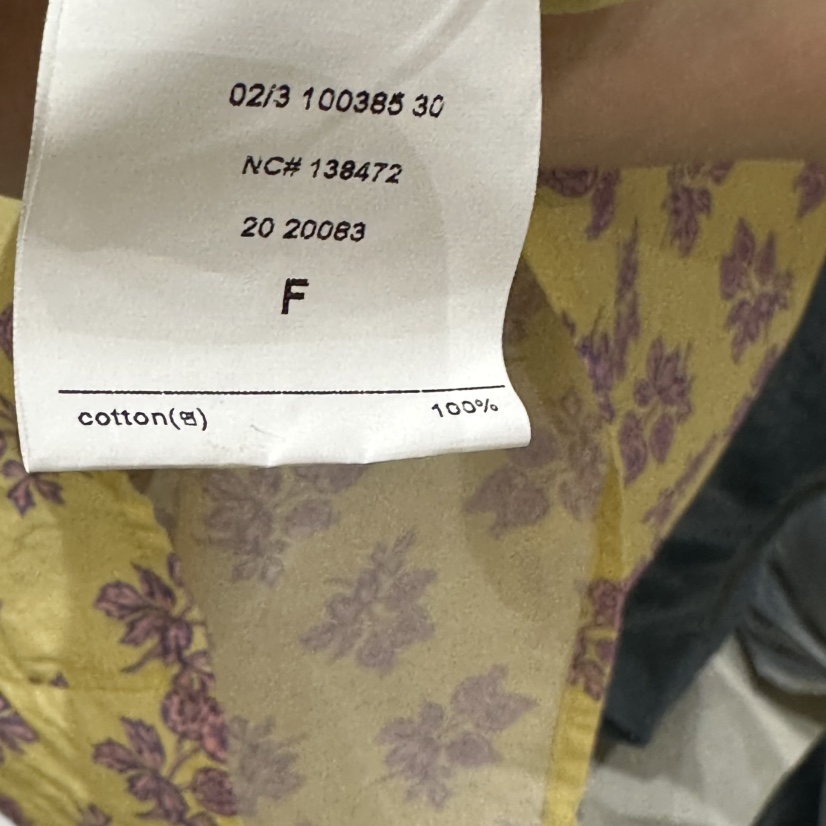 02/3 100385 30
NC# 138472
20 20083
F
cotton(면)
100%